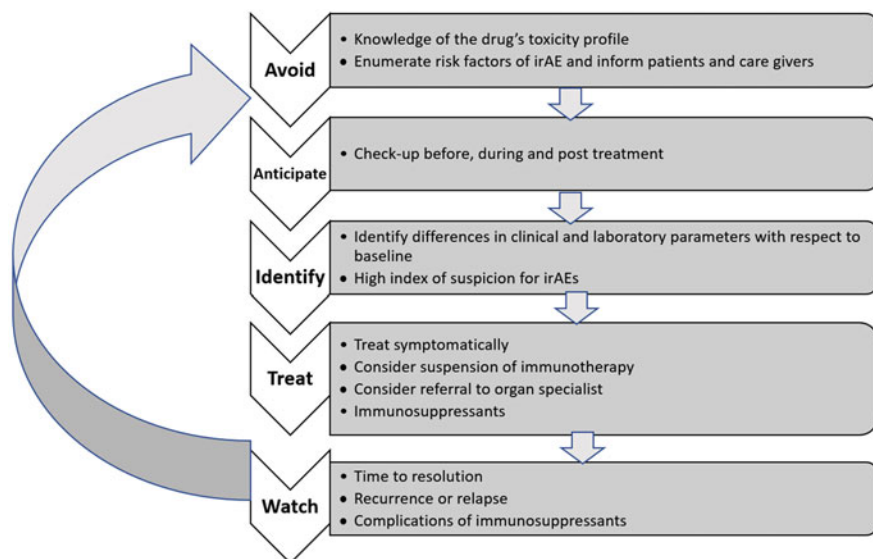 Avoid
• Knowledge of the drug's toxicity profile
• Enumerate risk factors of irAE and inform patients and care givers
Anticipate
• Check-up before, during and post treatment
Identify
• Identify differences in clinical and laboratory parameters with respect to
baseline
• High index of suspicion for irAEs
Treat
• Treat symptomatically
• Consider suspension of immunotherapy
• Consider referral to organ specialist
• Immunosuppressants
Watch
• Time to resolution
• Recurrence or relapse
• Complications of immunosuppressants